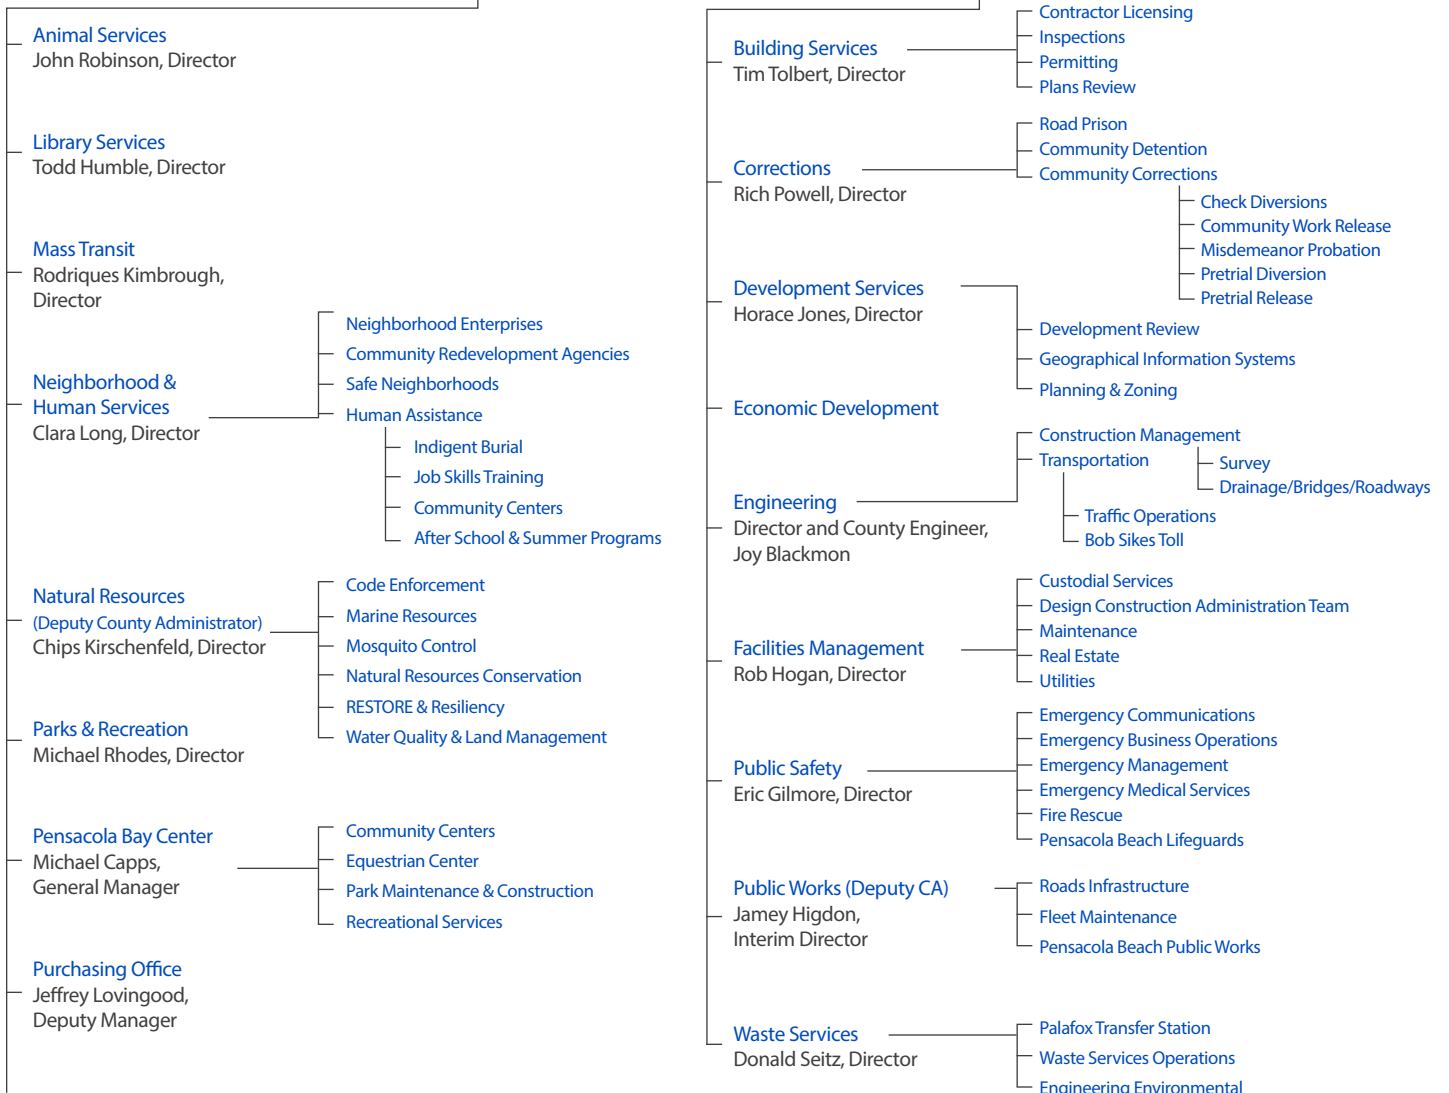 Animal Services
John Robinson, Director
Library Services
Todd Humble, Director
Mass Transit
Rodriques Kimbrough,
Director
Neighborhood &
Human Services
Clara Long, Director
Neighborhood Enterprises
Community Redevelopment Agencies
Safe Neighborhoods
Human Assistance
Indigent Burial
Job Skills Training
Community Centers
After School & Summer Programs
Natural Resources
(Deputy County Administrator)
Chips Kirschenfeld, Director
Code Enforcement
Marine Resources
Mosquito Control
Natural Resources Conservation
RESTORE & Resiliency
Water Quality & Land Management
Parks & Recreation
Michael Rhodes, Director
Pensacola Bay Center
Michael Capps,
General Manager
Community Centers
Equestrian Center
Park Maintenance & Construction
Recreational Services
Purchasing Office
Jeffrey Lovingood,
Deputy Manager
Building Services
Tim Tolbert, Director
Contractor Licensing
Inspections
Permitting
Plans Review
Corrections
Rich Powell, Director
Road Prison
Community Detention
Community Corrections
Check Diversions
Community Work Release
Misdemeanor Probation
Pretrial Diversion
Pretrial Release
Development Services
Horace Jones, Director
Development Review
Geographical Information Systems
Planning & Zoning
Economic Development
Engineering
Director and County Engineer,
Joy Blackmon
Construction Management
Survey
Drainage/Bridges/Roadways
Transportation
Traffic Operations
Bob Sikes Toll
Facilities Management
Rob Hogan, Director
Custodial Services
Design Construction Administration Team
Maintenance
Real Estate
Utilities
Public Safety
Eric Gilmore, Director
Emergency Communications
Emergency Business Operations
Emergency Management
Emergency Medical Services
Fire Rescue
Pensacola Beach Lifeguards
Public Works (Deputy CA)
Jamey Higdon,
Interim Director
Roads Infrastructure
Fleet Maintenance
Pensacola Beach Public Works
Waste Services
Donald Seitz, Director
Palafox Transfer Station
Waste Services Operations
Engineering Environmental